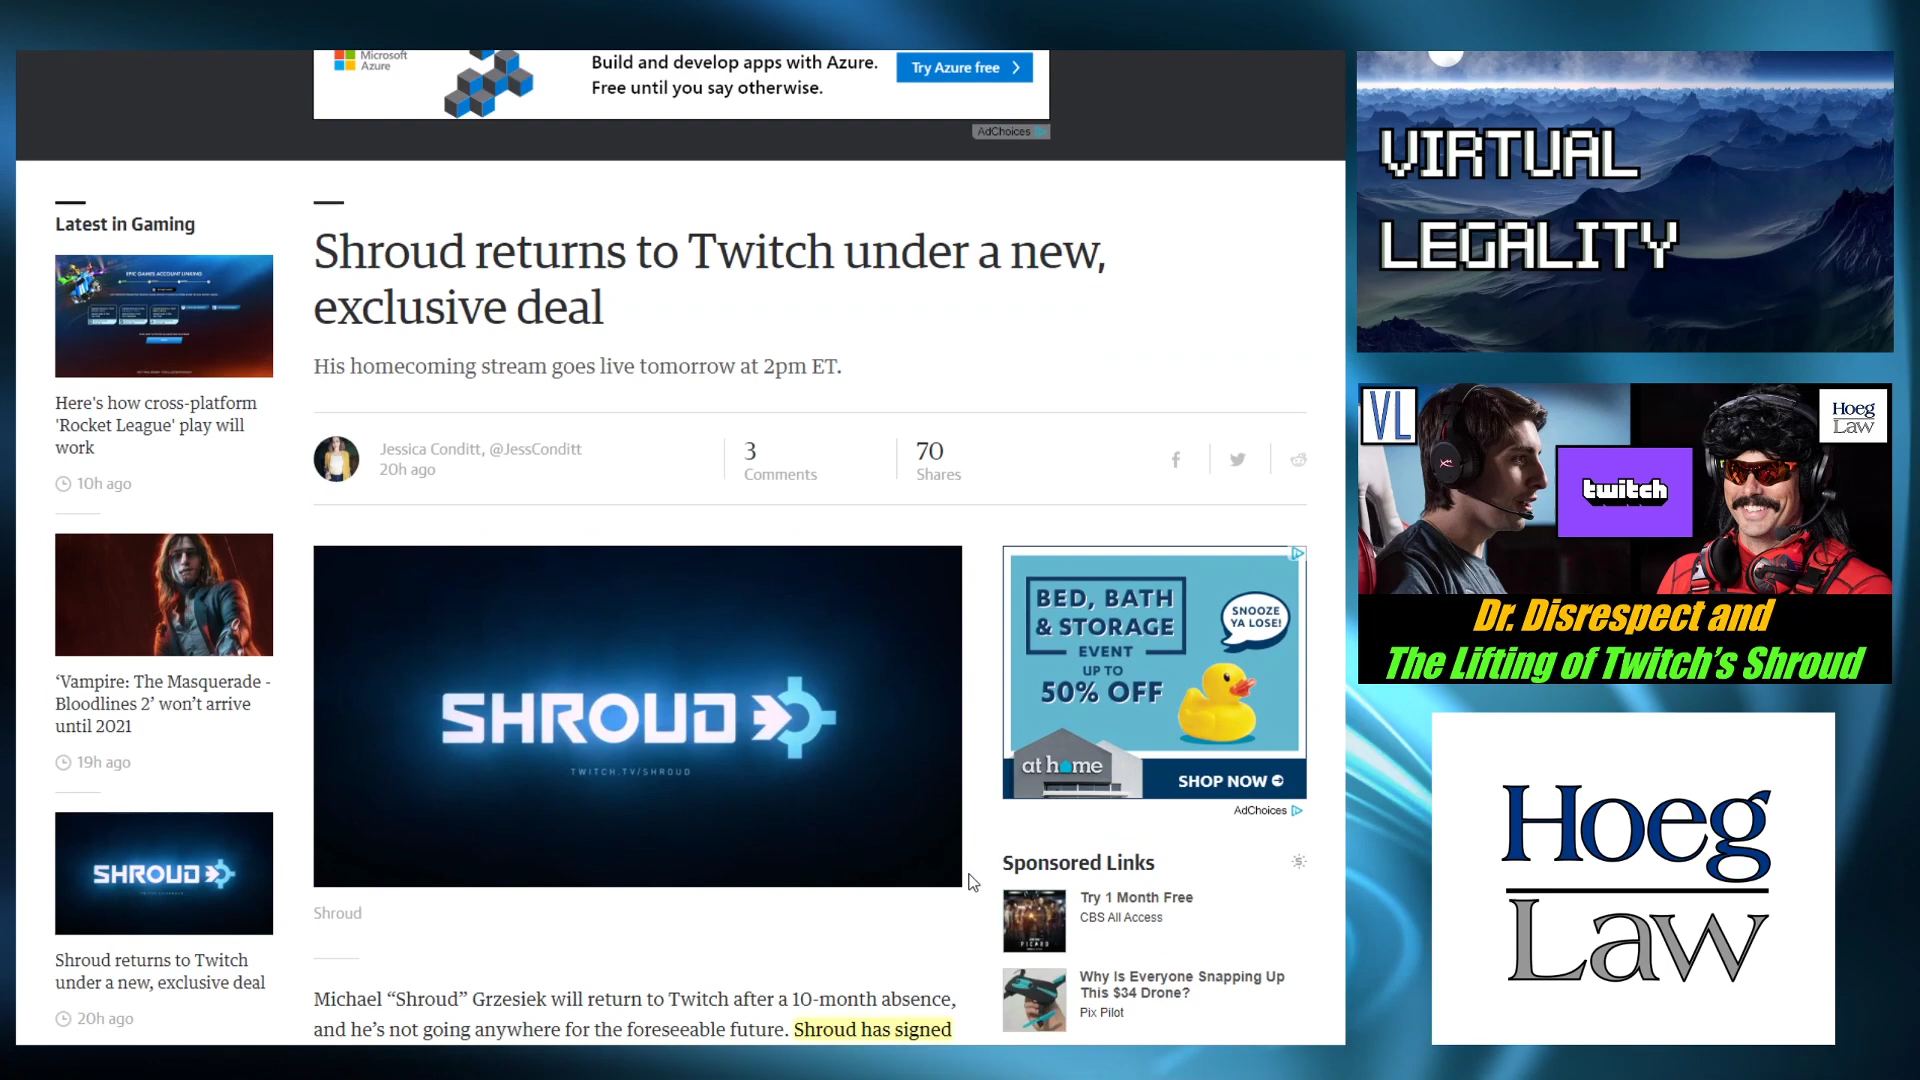 Microsoft
Azure
Build and develop apps with Azure.
Free until you say otherwise.
Try Azure free
AdChoices
Latest in Gaming
EPIC GAMES ACCOUNT LINKING
Here's how cross-platform
'Rocket League' play will
work
10h ago
‘Vampire: The Masquerade -
Bloodlines 2’ won’t arrive
until 2021
19h ago
SHROUD
Shroud returns to Twitch
under a new, exclusive deal
20h ago
Shroud returns to Twitch under a new,
exclusive deal
His homecoming stream goes live tomorrow at 2pm ET.
Jessica Conditt, @JessConditt
20h ago
3
Comments
70
Shares
SHROUD
TWITCH.TV/SHROUD
Shroud
Michael “Shroud” Grzesiek will return to Twitch after a 10-month absence,
and he’s not going anywhere for the foreseeable future. Shroud has signed
BED, BATH
& STORAGE
EVENT
UP TO
50% OFF
SNOOZE
YA LOSE!
at home
SHOP NOW
AdChoices
Sponsored Links
Try 1 Month Free
CBS All Access
PICARD
Why Is Everyone Snapping Up
This $34 Drone?
Pix Pilot
VIRTUAL
LEGALITY
VL
Hoeg
Law
twitch
Dr. Disrespect and
The Lifting of Twitch's Shroud
Hoeg
Law